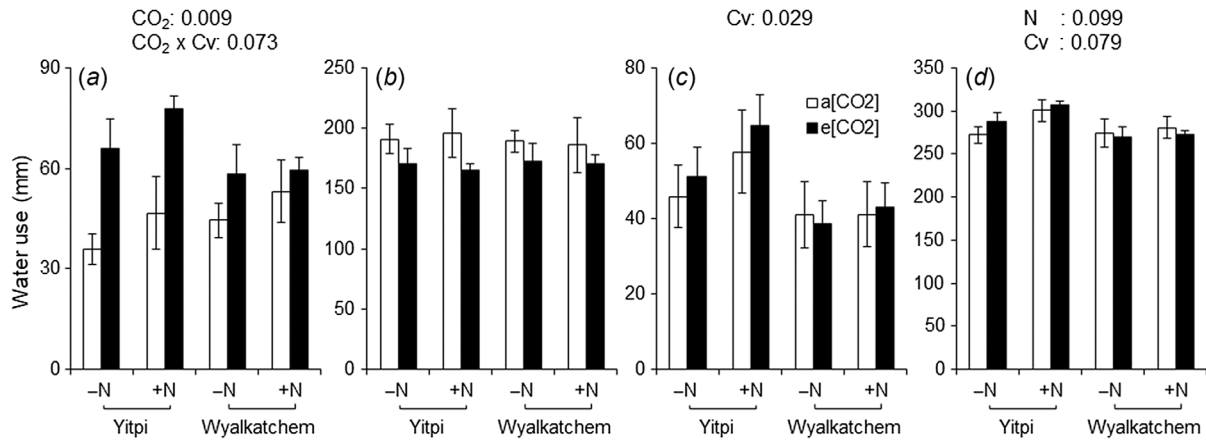 CO2: 0.009
CO2 x Cv: 0.073
Cv: 0.029
N : 0.099
Cv : 0.079
Water use (mm)
(a)
90
60
30
0
–N +N –N +N
Yitpi Wyalkatchem
(b)
250
200
150
100
50
0
–N +N –N +N
Yitpi Wyalkatchem
(c)
80
60
40
20
0
a[CO2]
e[CO2]
–N +N –N +N
Yitpi Wyalkatchem
(d)
350
300
250
300
150
100
50
0
–N +N –N +N
Yitpi Wyalkatchem